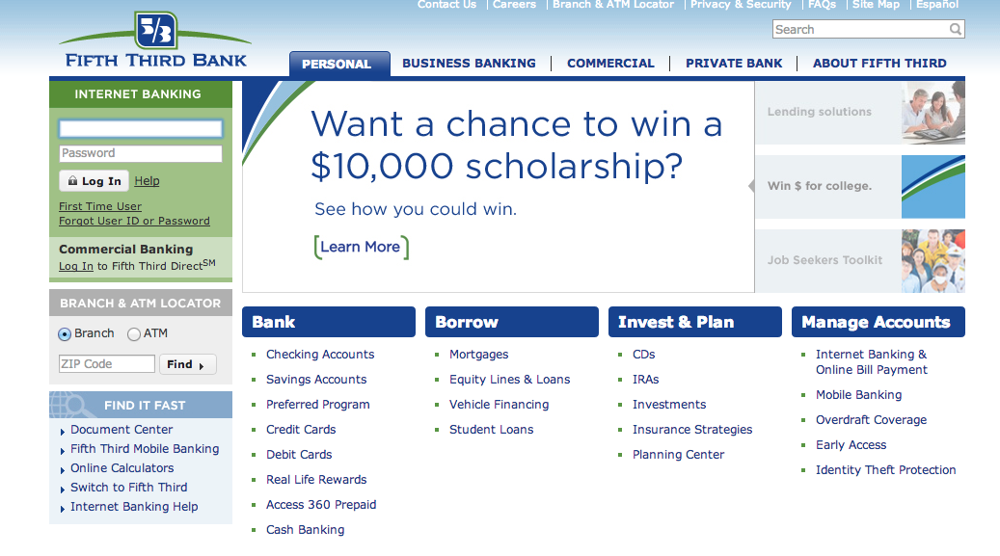 Contact Us | Careers | Branch & ATM Locator | Privacy & Security | FAQs | Site Map | Español
Search
5/3
FIFTH THIRD BANK
PERSONAL
BUSINESS BANKING | COMMERCIAL | PRIVATE BANK | ABOUT FIFTH THIRD
INTERNET BANKING
Password
Log In Help
First Time User
Forgot User ID or Password
Commercial Banking
Log In to Fifth Third DirectSM
BRANCH & ATM LOCATOR
Branch ATM
ZIP Code Find
FIND IT FAST
Document Center
Fifth Third Mobile Banking
Online Calculators
Switch to Fifth Third
Internet Banking Help
Want a chance to win a
$10,000 scholarship?
See how you could win.
[Learn More]
Lending solutions
Win $ for college.
Job Seekers Toolkit
Bank
Checking Accounts
Savings Accounts
Preferred Program
Credit Cards
Debit Cards
Real Life Rewards
Access 360 Prepaid
Cash Banking
Borrow
Mortgages
Equity Lines & Loans
Vehicle Financing
Student Loans
Invest & Plan
CDs
IRAs
Investments
Insurance Strategies
Planning Center
Manage Accounts
Internet Banking &
Online Bill Payment
Mobile Banking
Overdraft Coverage
Early Access
Identity Theft Protection